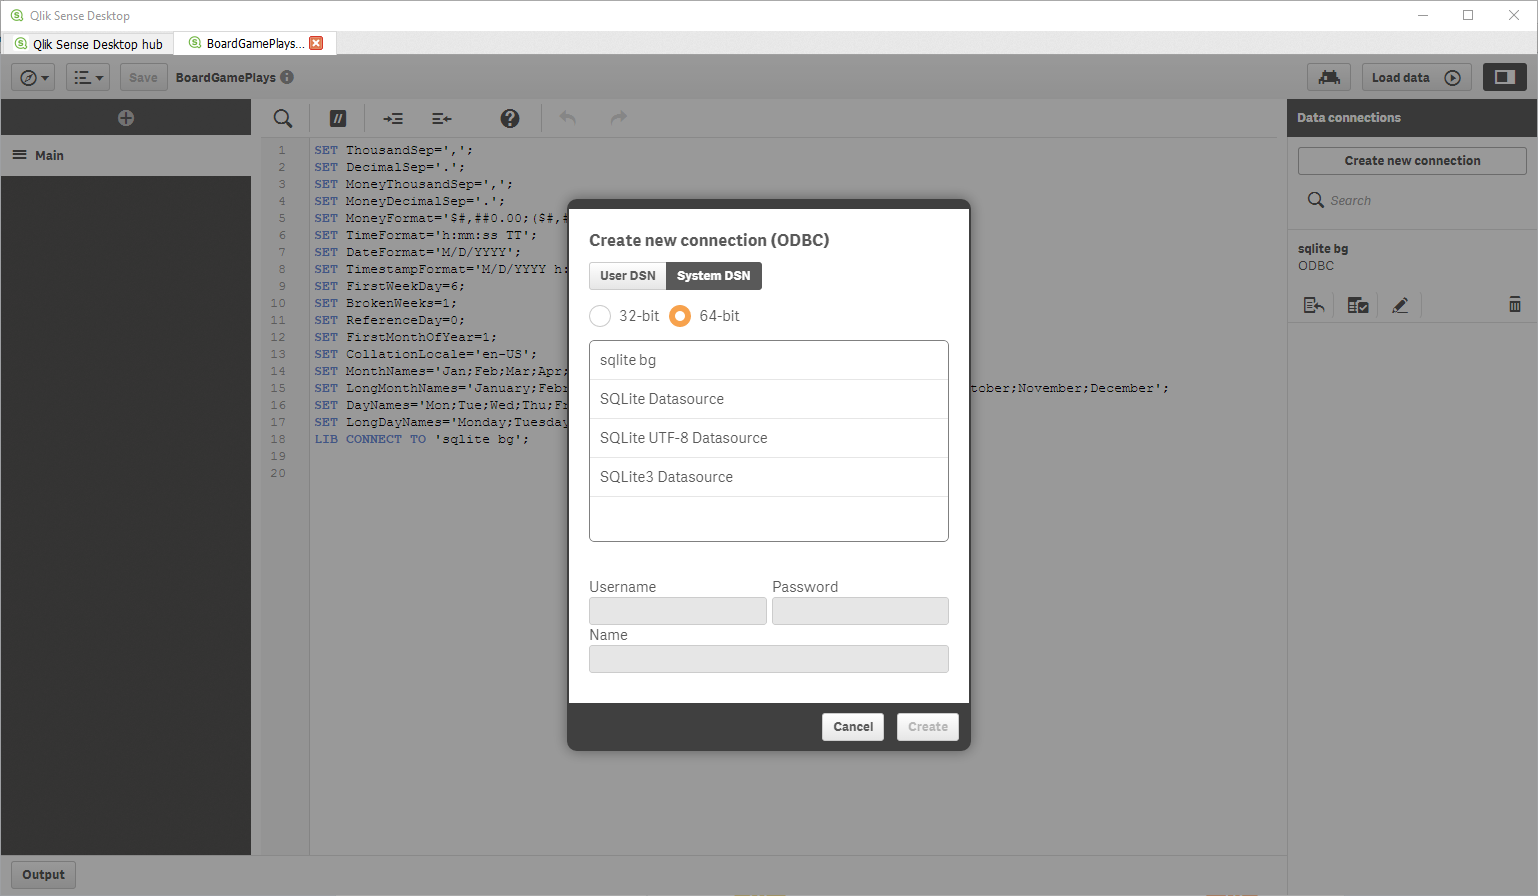 Qlik Sense Desktop
Qlik Sense Desktop hub
BoardGamePlays...
Save
BoardGamePlays
Load data
Main
//
?
1 SET ThousandSep=',';
2 SET DecimalSep='.';
3 SET MoneyThousandSep=',';
4 SET MoneyDecimalSep='.';
5 SET MoneyFormat='$#,##0.00;($#,#
6 SET TimeFormat='h:mm:ss TT';
7 SET DateFormat='M/D/YYYY';
8 SET TimestampFormat='M/D/YYYY h:
9 SET FirstWeekDay=6;
10 SET BrokenWeeks=1;
11 SET ReferenceDay=0;
12 SET FirstMonthOfYear=1;
13 SET CollationLocale='en-US';
14 SET MonthNames='Jan;Feb;Mar;Apr;
15 SET LongMonthNames='January;Febr tober;November;December';
16 SET DayNames='Mon;Tue;Wed;Thu;Fr
17 SET LongDayNames='Monday;Tuesday
18 LIB CONNECT TO 'sqlite bg';
19
20
Create new connection (ODBC)
User DSN
System DSN
32-bit
64-bit
sqlite bg
SQLite Datasource
SQLite UTF-8 Datasource
SQLite3 Datasource
Username
Password
Name
Cancel
Create
Data connections
Create new connection
Search
sqlite bg
ODBC
Output